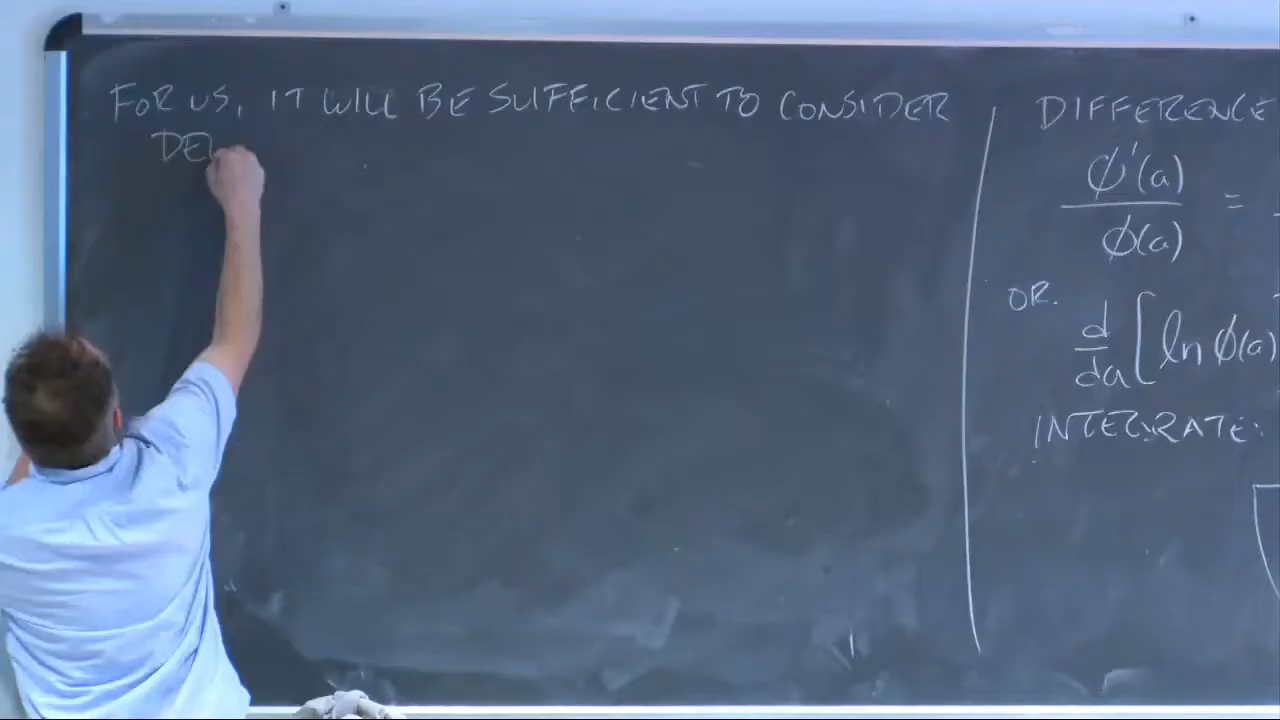 FOR US, IT WILL BE SUFFICIENT TO CONSIDER
DIFFERENCE
ϕ'(a)
ϕ(a)
=
OR.
d
da
[ln ϕ(a)
INTEGRATE: